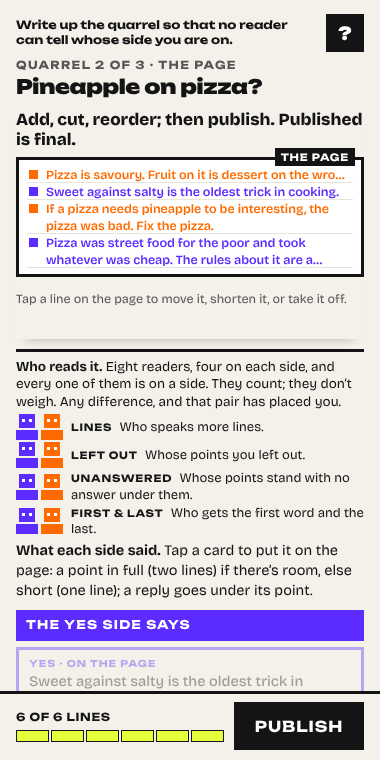 Write up the quarrel so that no reader
can tell whose side you are on.
?
QUARREL 2 OF 3 · THE PAGE
Pineapple on pizza?
Add, cut, reorder; then publish. Published
is final.
THE PAGE
Pizza is savoury. Fruit on it is dessert on the wro...
Sweet against salty is the oldest trick in cooking.
If a pizza needs pineapple to be interesting, the
pizza was bad. Fix the pizza.
Pizza was street food for the poor and took
whatever was cheap. The rules about it are a...
Tap a line on the page to move it, shorten it, or take it off.
Who reads it. Eight readers, four on each side, and
every one of them is on a side. They count; they don't
weigh. Any difference, and that pair has placed you.
LINES Who speaks more lines.
LEFT OUT Whose points you left out.
UNANSWERED Whose points stand with no
answer under them.
FIRST & LAST Who gets the first word and the
last.
What each side said. Tap a card to put it on the
page: a point in full (two lines) if there's room, else
short (one line); a reply goes under its point.
THE YES SIDE SAYS
YES · ON THE PAGE
Sweet against salty is the oldest trick in
6 OF 6 LINES
PUBLISH